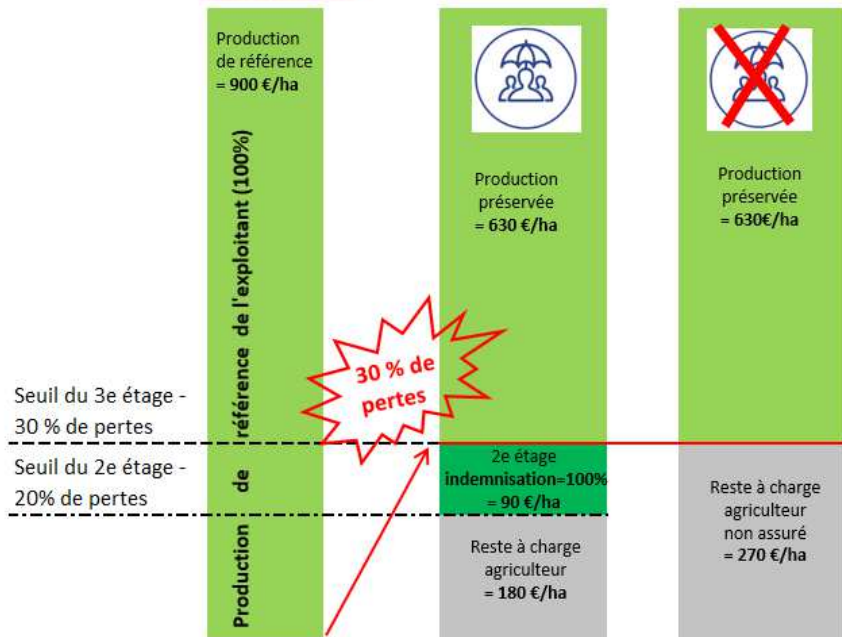 Production
de référence
= 900 €/ha
Production de référence de l'exploitant (100%)
Production
préservée
= 630 €/ha
Production
préservée
= 630€/ha
30 % de
pertes
Seuil du 3e étage -
30 % de pertes
Seuil du 2e étage -
20% de pertes
2e étage
indemnisation=100%
= 90 €/ha
Reste à charge
agriculteur
= 180 €/ha
Reste à charge
agriculteur
non assuré
= 270 €/ha